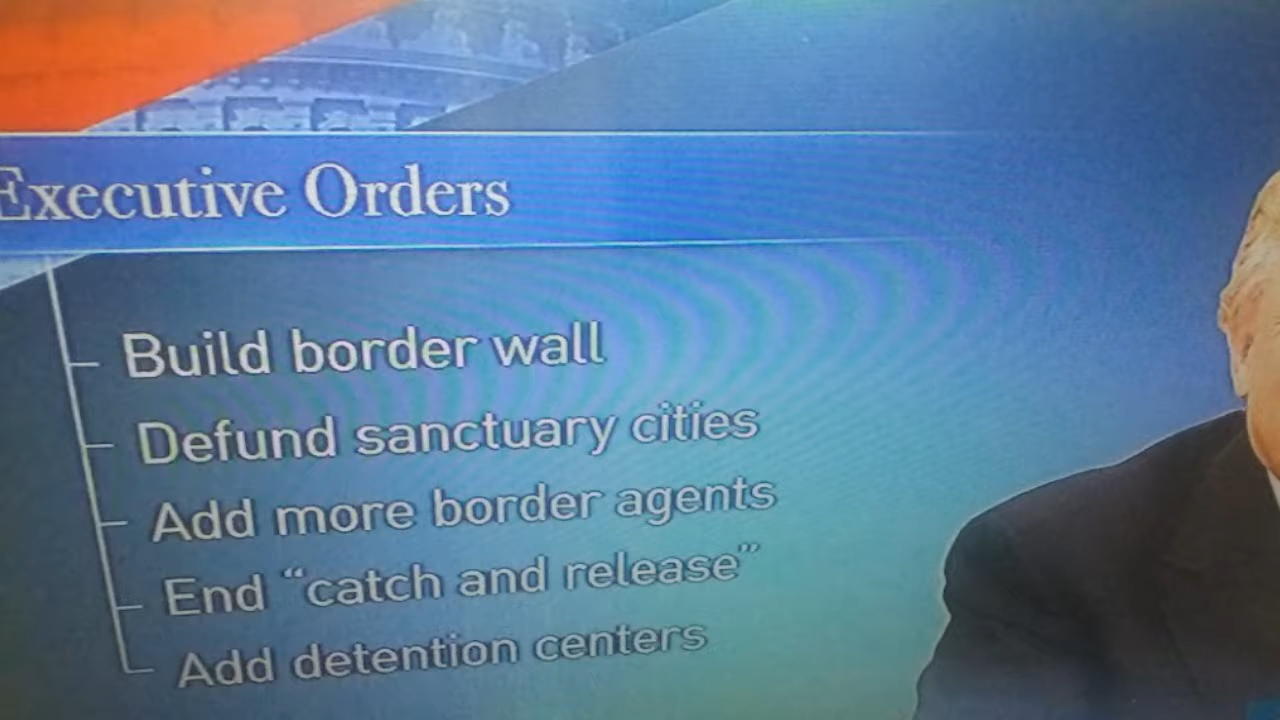 Executive Orders
Build border wall
Defund sanctuary cities
Add more border agents
End “catch and release”
Add detention centers